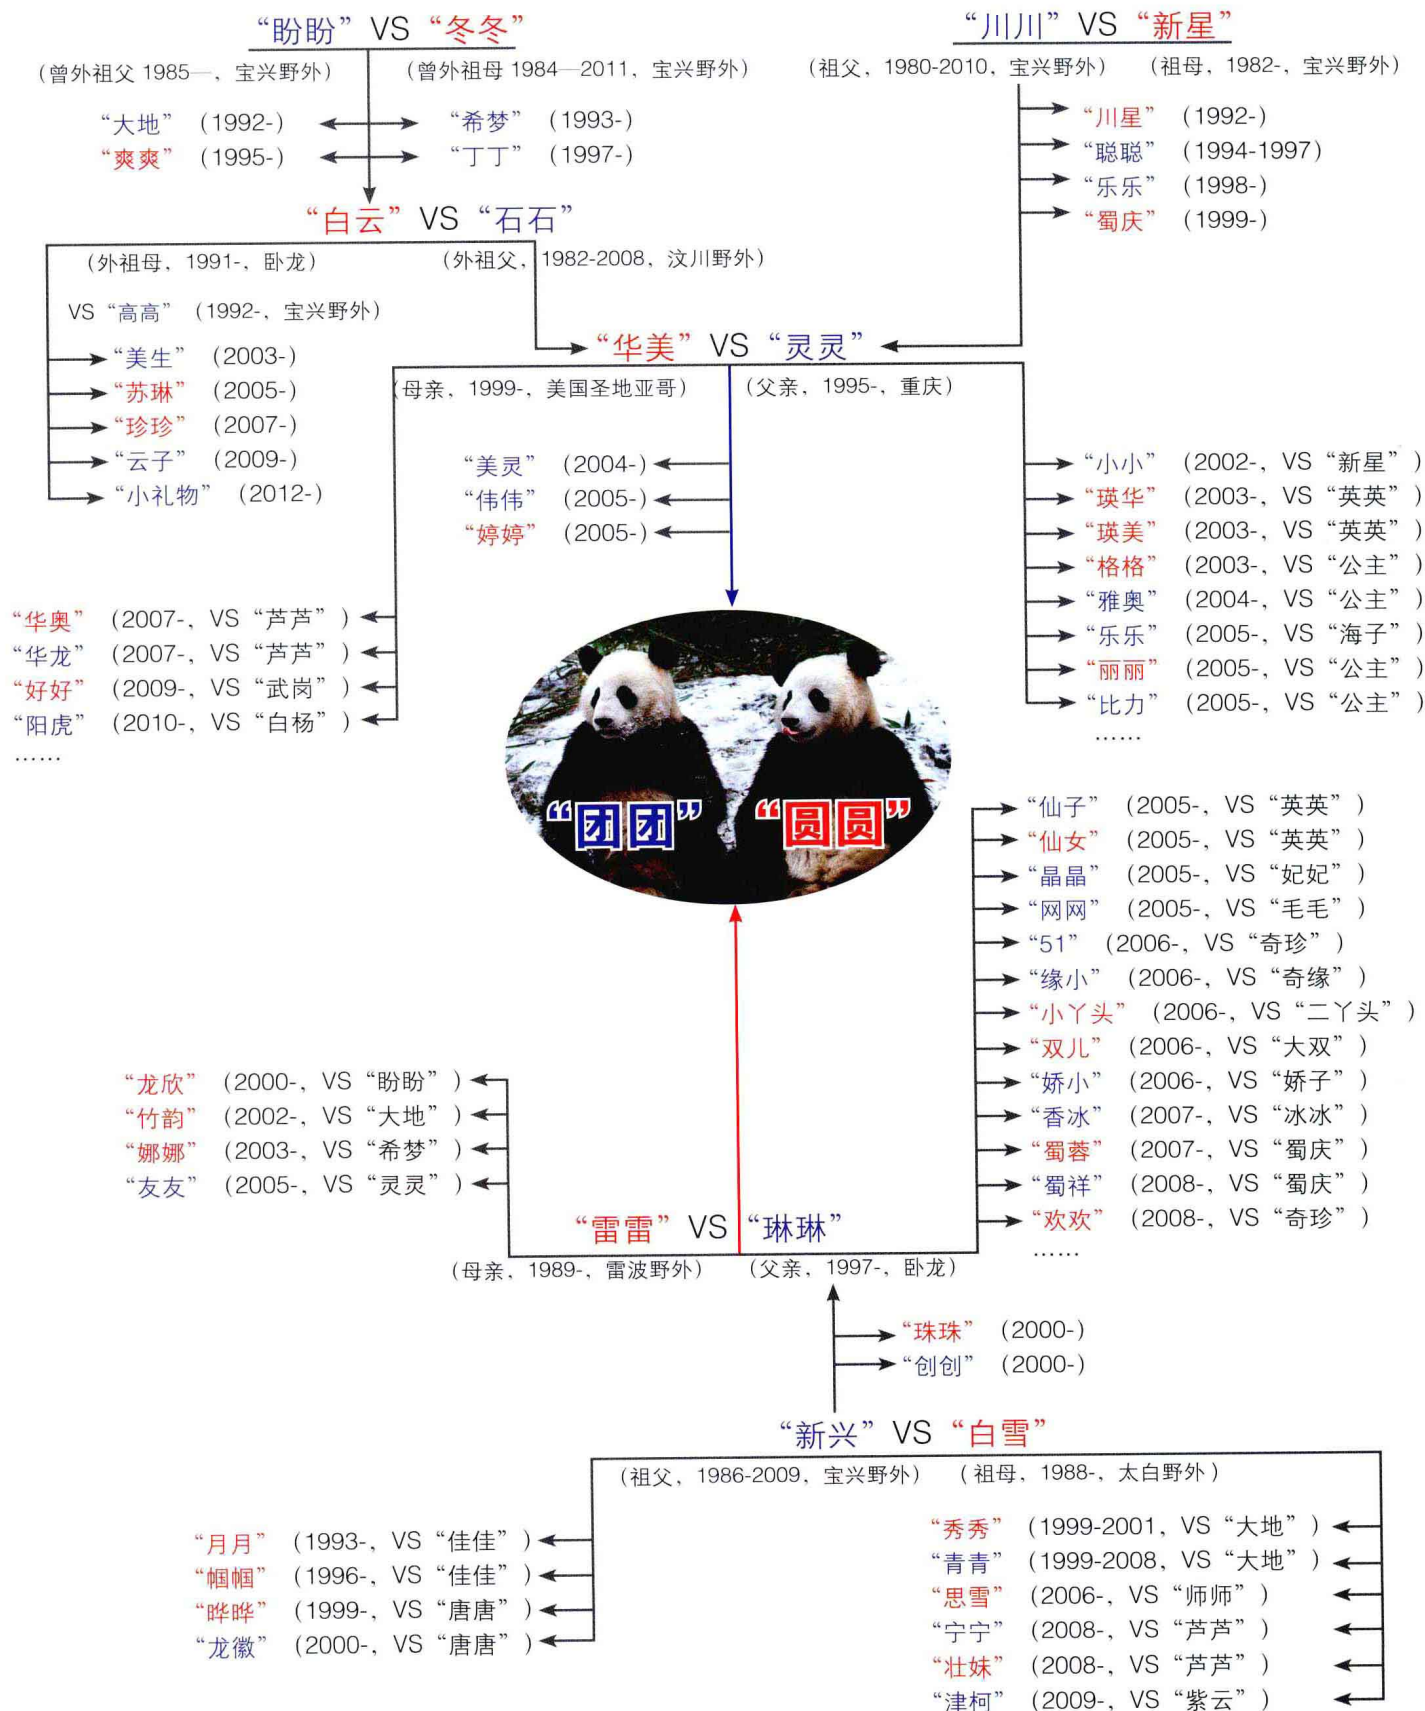 “盼盼” VS “冬冬”
(曾外祖父 1985—, 宝兴野外)
(曾外祖母 1984—2011, 宝兴野外)
“大地” (1992-)
“希梦” (1993-)
“爽爽” (1995-)
“丁丁” (1997-)
“川川” VS “新星”
(祖父, 1980-2010, 宝兴野外)
(祖母, 1982-, 宝兴野外)
“川星” (1992-)
“聪聪” (1994-1997)
“乐乐” (1998-)
“蜀庆” (1999-)
“白云” VS “石石”
(外祖母, 1991-, 卧龙)
(外祖父, 1982-2008, 汶川野外)
VS “高高” (1992-, 宝兴野外)
“美生” (2003-)
“苏琳” (2005-)
“珍珍” (2007-)
“云子” (2009-)
“小礼物” (2012-)
“华美” VS “灵灵”
(母亲, 1999-, 美国圣地亚哥)
(父亲, 1995-, 重庆)
“美灵” (2004-)
“伟伟” (2005-)
“婷婷” (2005-)
“小小” (2002-, VS “新星” )
“瑛华” (2003-, VS “英英” )
“瑛美” (2003-, VS “英英” )
“格格” (2003-, VS “公主” )
“雅奥” (2004-, VS “公主” )
“乐乐” (2005-, VS “海子” )
“丽丽” (2005-, VS “公主” )
“比力” (2005-, VS “公主” )
……
“华奥” (2007-, VS “芦芦” )
“华龙” (2007-, VS “芦芦” )
“好好” (2009-, VS “武岗” )
“阳虎” (2010-, VS “白杨” )
……
“团团” “圆圆”
“仙子” (2005-, VS “英英” )
“仙女” (2005-, VS “英英” )
“晶晶” (2005-, VS “妃妃” )
“网网” (2005-, VS “毛毛” )
“51” (2006-, VS “奇珍” )
“缘小” (2006-, VS “奇缘” )
“小丫头” (2006-, VS “二丫头” )
“双儿” (2006-, VS “大双” )
“娇小” (2006-, VS “娇子” )
“香冰” (2007-, VS “冰冰” )
“蜀蓉” (2007-, VS “蜀庆” )
“蜀祥” (2008-, VS “蜀庆” )
“欢欢” (2008-, VS “奇珍” )
……
“龙欣” (2000-, VS “盼盼” )
“竹韵” (2002-, VS “大地” )
“娜娜” (2003-, VS “希梦” )
“友友” (2005-, VS “灵灵” )
“雷雷” VS “琳琳”
(母亲, 1989-, 雷波野外)
(父亲, 1997-, 卧龙)
“珠珠” (2000-)
“创创” (2000-)
“新兴” VS “白雪”
(祖父, 1986-2009, 宝兴野外)
(祖母, 1988-, 太白野外)
“月月” (1993-, VS “佳佳” )
“帼帼” (1996-, VS “佳佳” )
“晔晔” (1999-, VS “唐唐” )
“龙徽” (2000-, VS “唐唐” )
“秀秀” (1999-2001, VS “大地” )
“青青” (1999-2008, VS “大地” )
“思雪” (2006-, VS “师师” )
“宁宁” (2008-, VS “芦芦” )
“壮妹” (2008-, VS “芦芦” )
“津柯” (2009-, VS “紫云” )